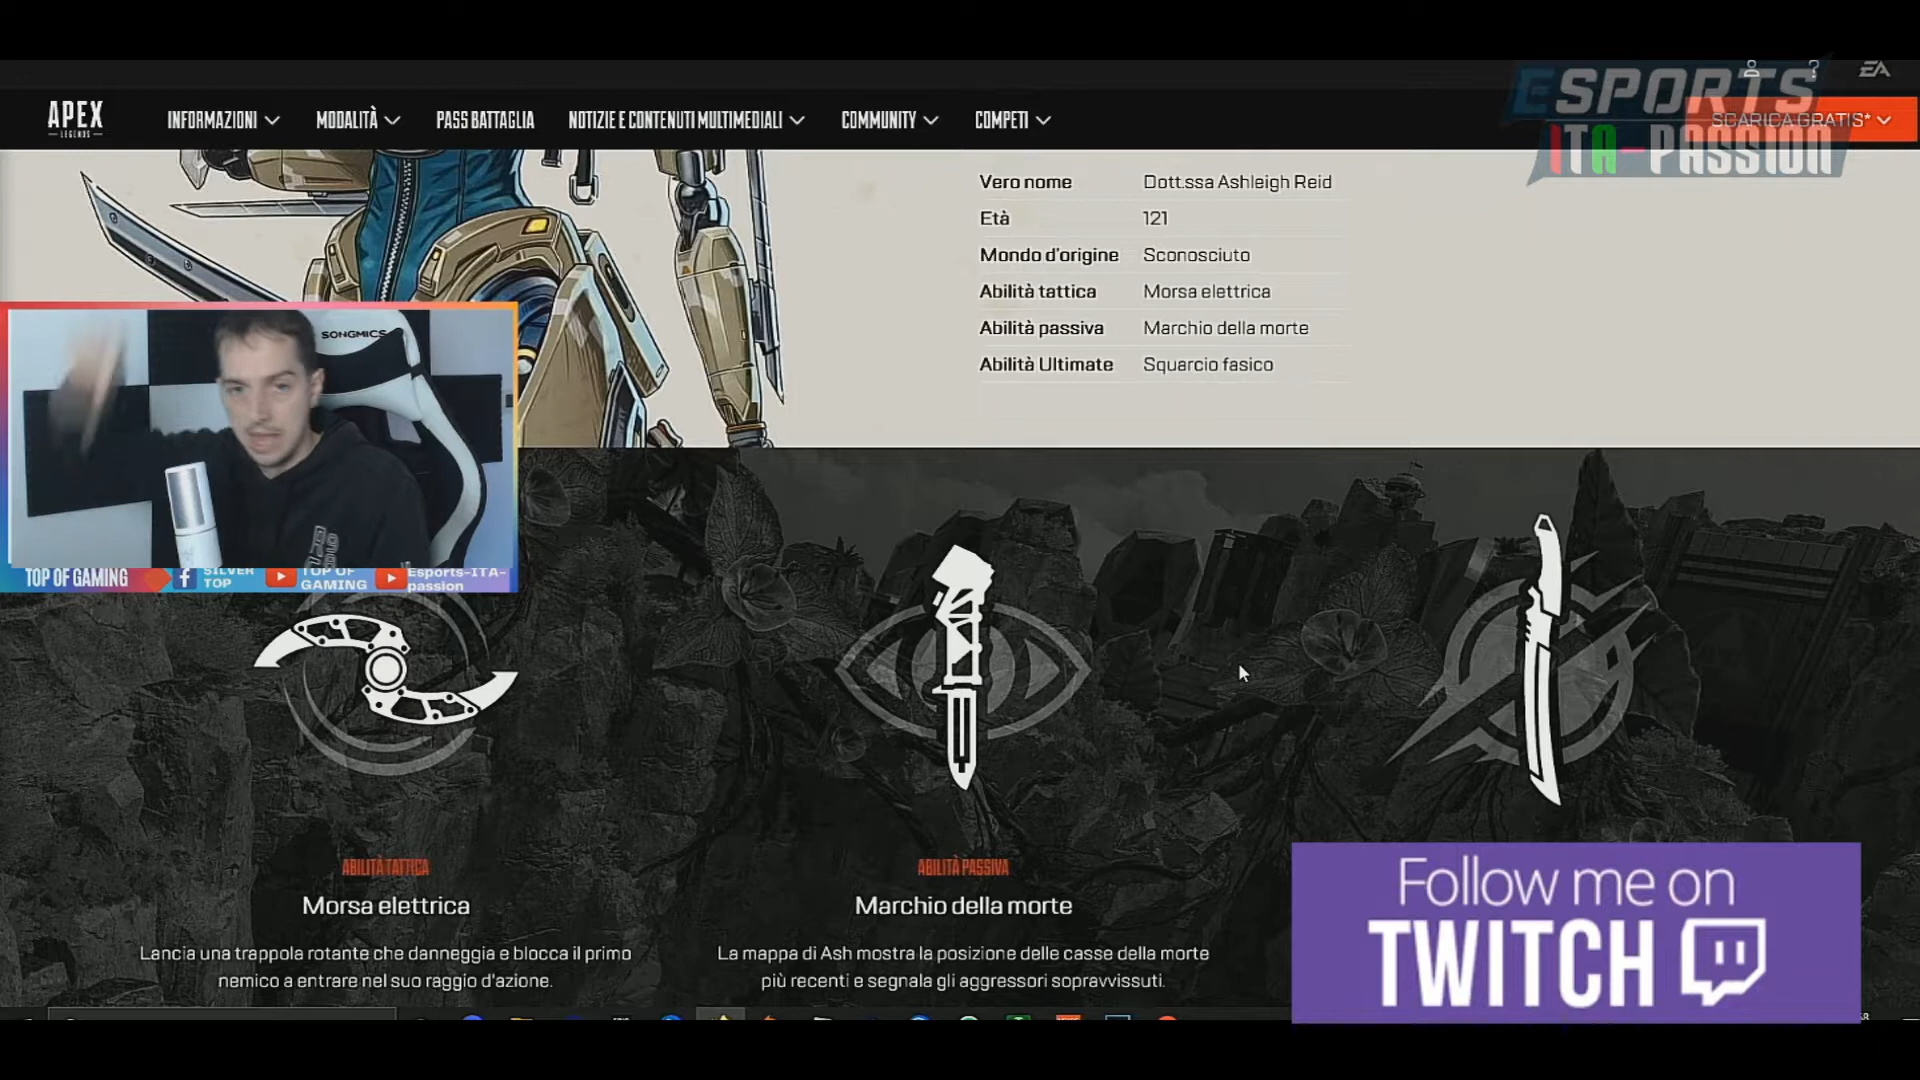 ESPORTS
ITA-PASSION
EA
APEX
LEGENDS
INFORMAZIONI
MODALITÀ
PASS BATTAGLIA
NOTIZIE E CONTENUTI MULTIMEDIALI
COMMUNITY
COMPETI
SCARICA GRATIS*
Vero nome Dott.ssa Ashleigh Reid
Età 121
Mondo d'origine Sconosciuto
Abilità tattica Morsa elettrica
Abilità passiva Marchio della morte
Abilità Ultimate Squarcio fasico
SONGMICS
TOP OF GAMING
SILVER
TOP
TOP OF
GAMING
Esports-ITA-
passion
ABILITÀ TATTICA
Morsa elettrica
Lancia una trappola rotante che danneggia e blocca il primo
nemico a entrare nel suo raggio d'azione.
ABILITÀ PASSIVA
Marchio della morte
La mappa di Ash mostra la posizione delle casse della morte
più recenti e segnala gli aggressori sopravvissuti.
Follow me on
TWITCH